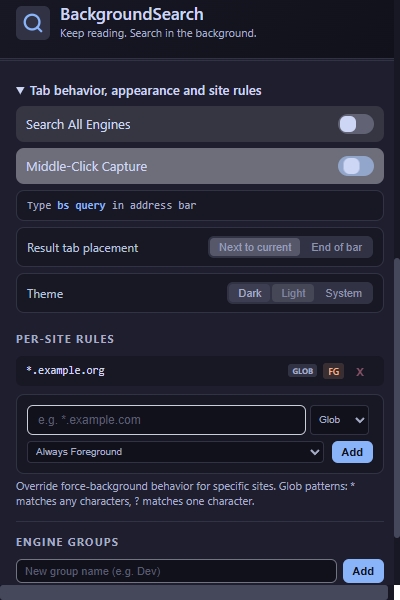 BackgroundSearch
Keep reading. Search in the background.
▼ Tab behavior, appearance and site rules
Search All Engines
Middle-Click Capture
Type bs query in address bar
Result tab placement Next to current End of bar
Theme Dark Light System
PER-SITE RULES
*.example.org GLOB FG X
e.g. *.example.com Glob
Always Foreground Add
Override force-background behavior for specific sites. Glob patterns: *
matches any characters, ? matches one character.
ENGINE GROUPS
New group name (e.g. Dev) Add